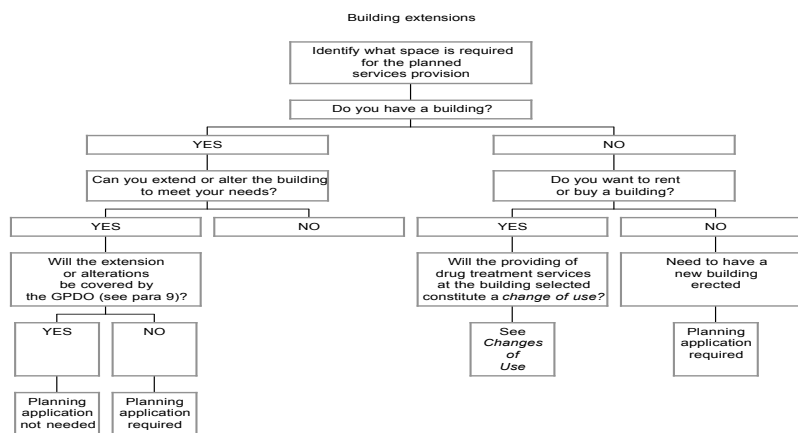 Building extensions
Identify what space is required
for the planned
services provision
Do you have a building?
YES
NO
Can you extend or alter the building
to meet your needs?
Do you want to rent
or buy a building?
YES
NO
YES
NO
Will the extension
or alterations
be covered by
the GPDO (see para 9)?
Will the providing of
drug treatment services
at the building selected
constitute a change of use?
Need to have a
new building
erected
YES
NO
See
Changes
of
Use
Planning
application
required
Planning
application
not needed
Planning
application
required